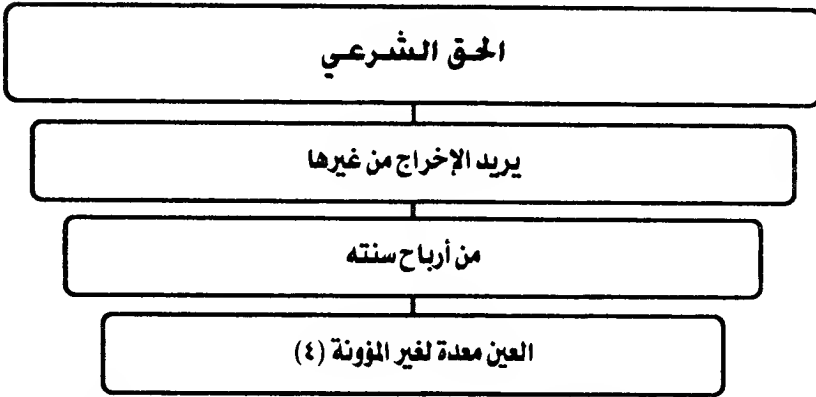 الحق الشرعي
يريد الإخراج من غيرها
من أرباح سنته
العين معدة لغير المؤونة (٤)